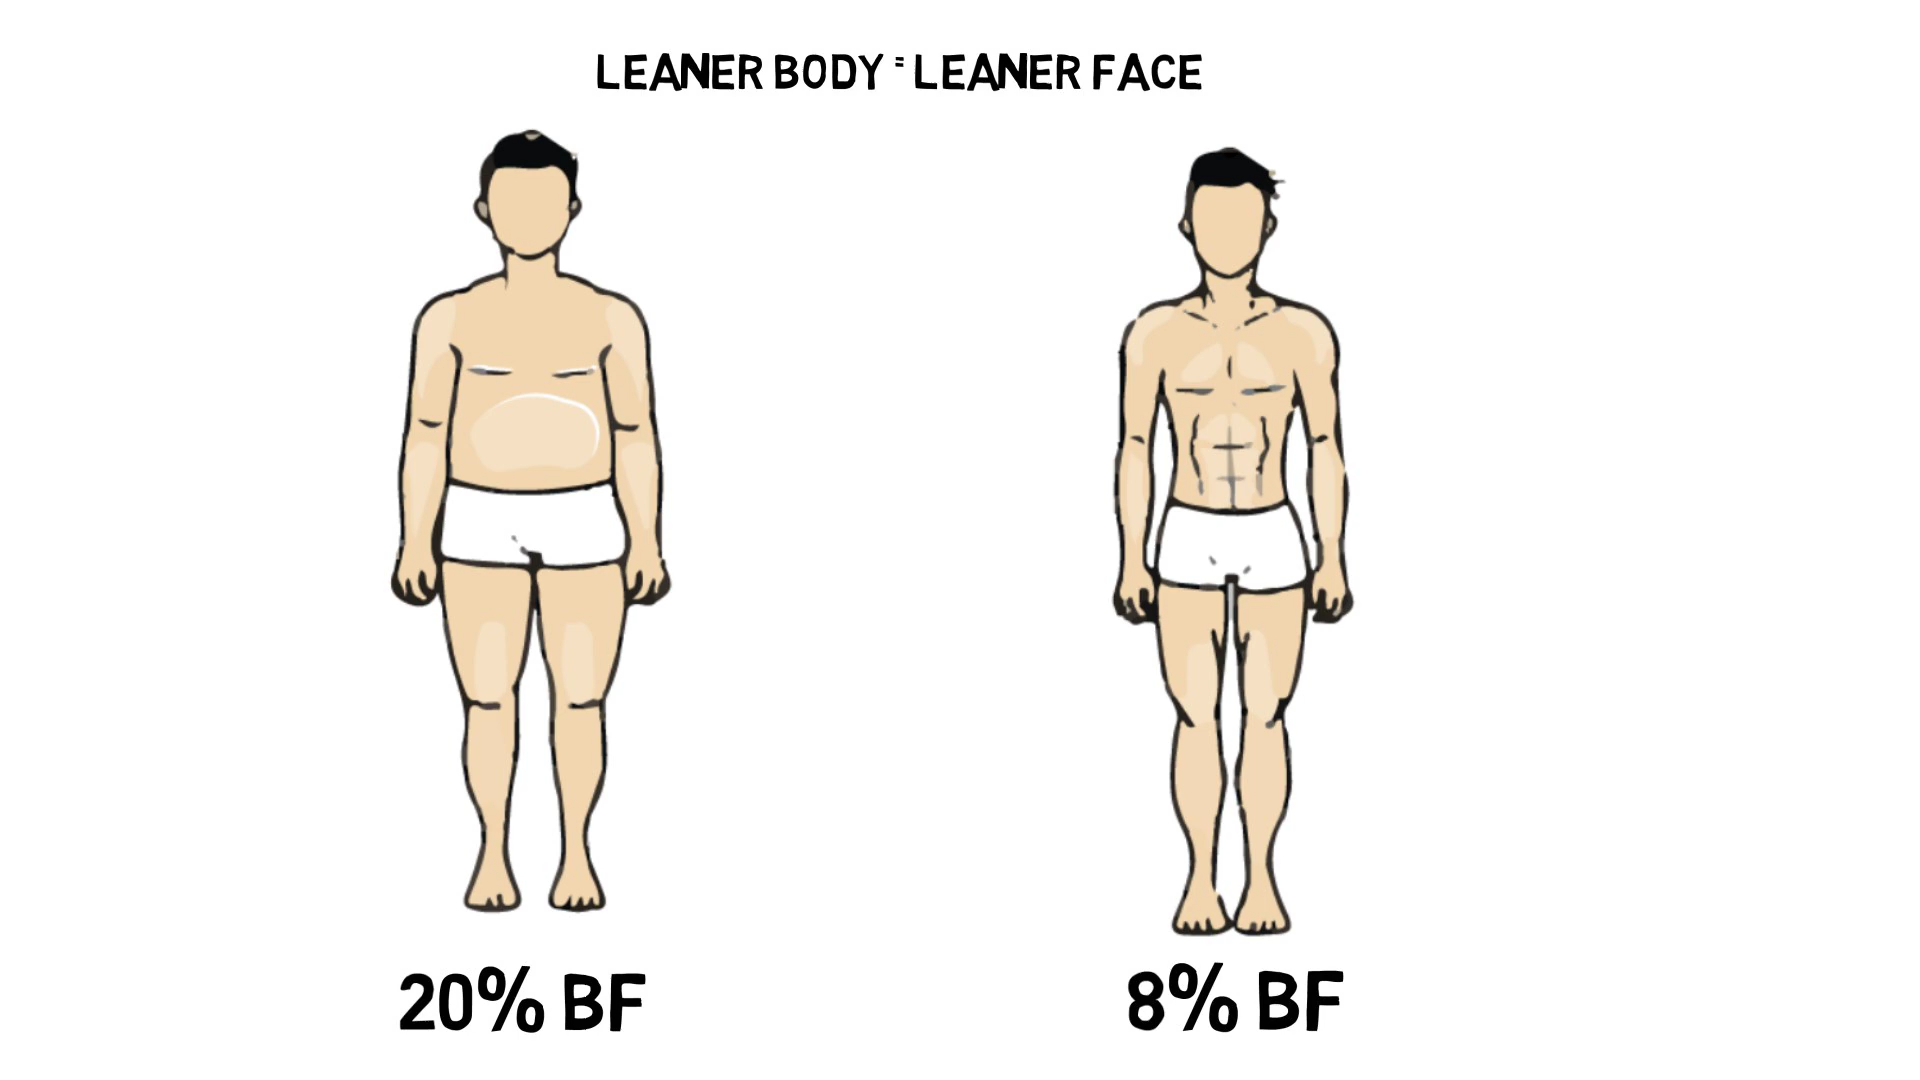 LEANER BODY = LEANER FACE
20% BF
8% BF